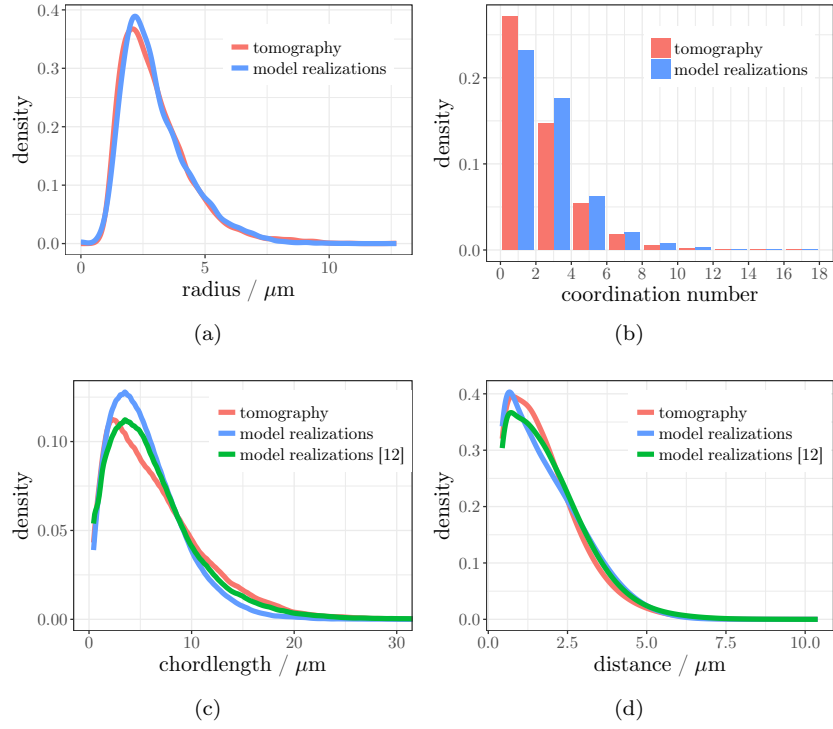 0.4
0.3
0.2
0.1
0.0
density
tomography
model realizations
0
5
10
radius / μm
(a)
0.2
0.1
0.0
density
tomography
model realizations
0 2 4 6 8 10 12 14 16 18
coordination number
(b)
0.10
0.05
0.00
density
tomography
model realizations
model realizations [12]
0 10 20 30
chordlength / μm
(c)
0.4
0.3
0.2
0.1
0.0
density
tomography
model realizations
model realizations [12]
0.0 2.5 5.0 7.5 10.0
distance / μm
(d)